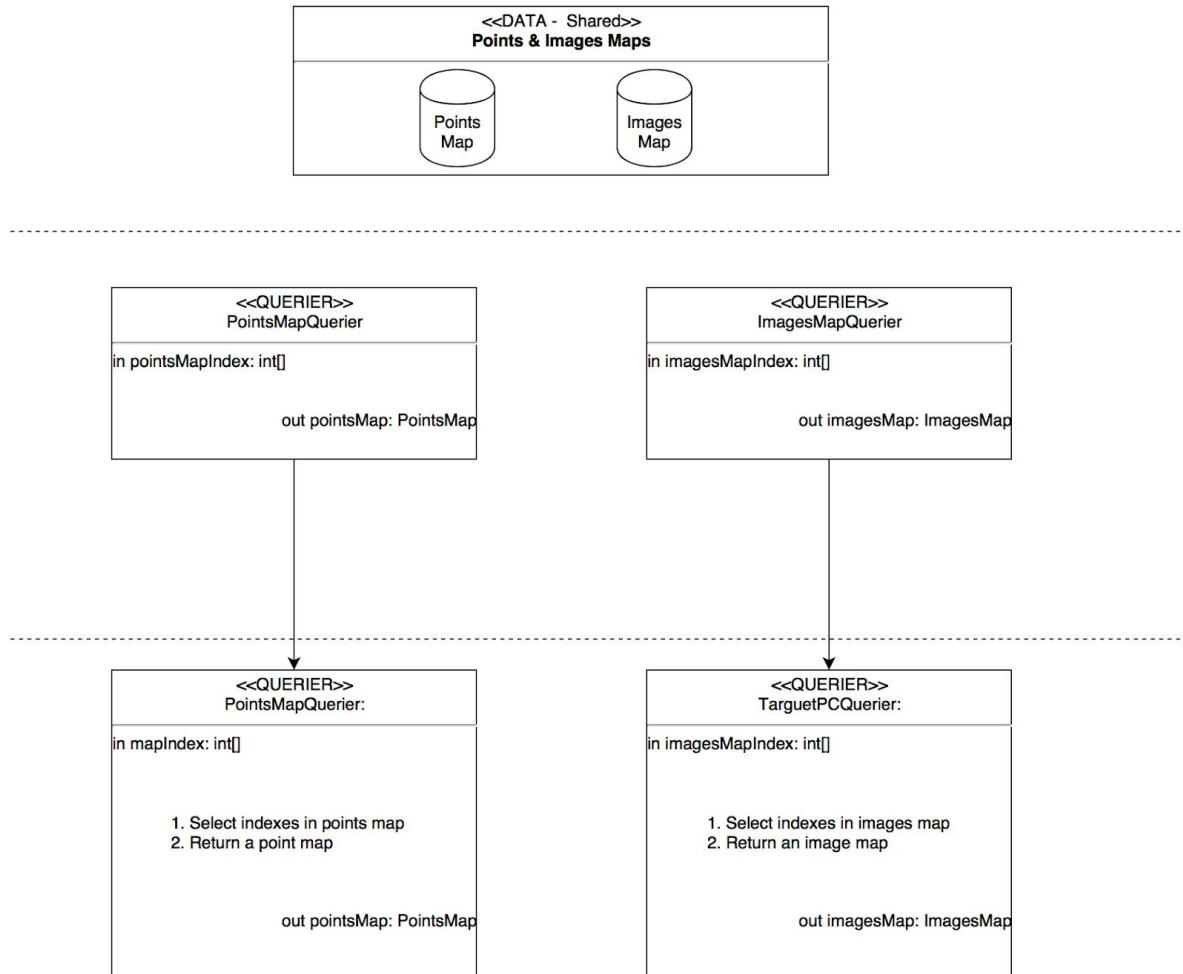 <<DATA - Shared>>
Points & Images Maps
Points
Map
Images
Map
<<QUERIER>>
PointsMapQuerier
in pointsMapIndex: int[]
out pointsMap: PointsMap
<<QUERIER>>
ImagesMapQuerier
in imagesMapIndex: int[]
out imagesMap: ImagesMap
<<QUERIER>>
PointsMapQuerier:
in mapIndex: int[]
1. Select indexes in points map
2. Return a point map
out pointsMap: PointsMap
<<QUERIER>>
TarguetPCQuerier:
in imagesMapIndex: int[]
1. Select indexes in images map
2. Return an image map
out imagesMap: ImagesMap